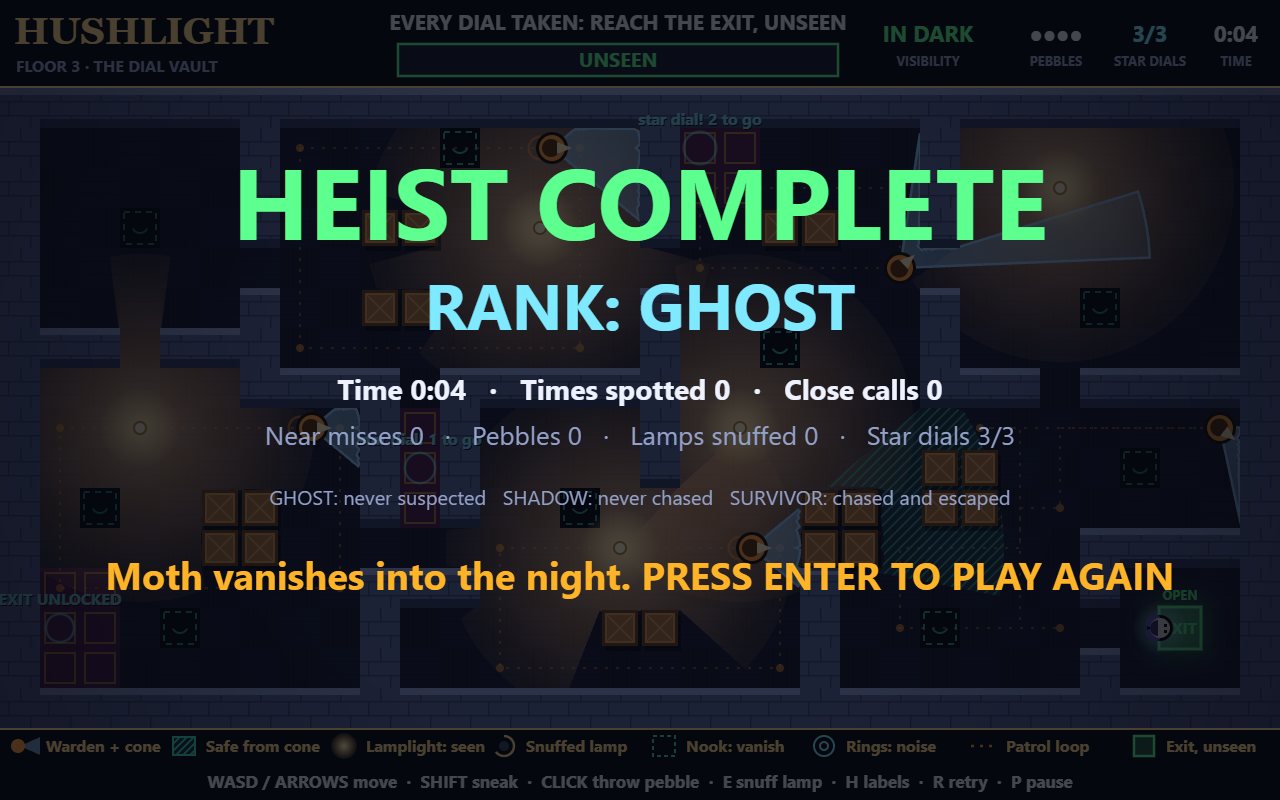 HUSHLIGHT
FLOOR 3 · THE DIAL VAULT
EVERY DIAL TAKEN: REACH THE EXIT, UNSEEN
UNSEEN
IN DARK
VISIBILITY
PEBBLES
3/3
STAR DIALS
0:04
TIME
star dial! 2 to go
HEIST COMPLETE
RANK: GHOST
Time 0:04 · Times spotted 0 · Close calls 0
Near misses 0 · Pebbles 0 · Lamps snuffed 0 · Star dials 3/3
1 to go
GHOST: never suspected SHADOW: never chased SURVIVOR: chased and escaped
Moth vanishes into the night. PRESS ENTER TO PLAY AGAIN
EXIT UNLOCKED
OPEN
EXIT
Warden + cone
Safe from cone
Lamplight: seen
Snuffed lamp
Nook: vanish
Rings: noise
Patrol loop
Exit, unseen
WASD / ARROWS move · SHIFT sneak · CLICK throw pebble · E snuff lamp · H labels · R retry · P pause